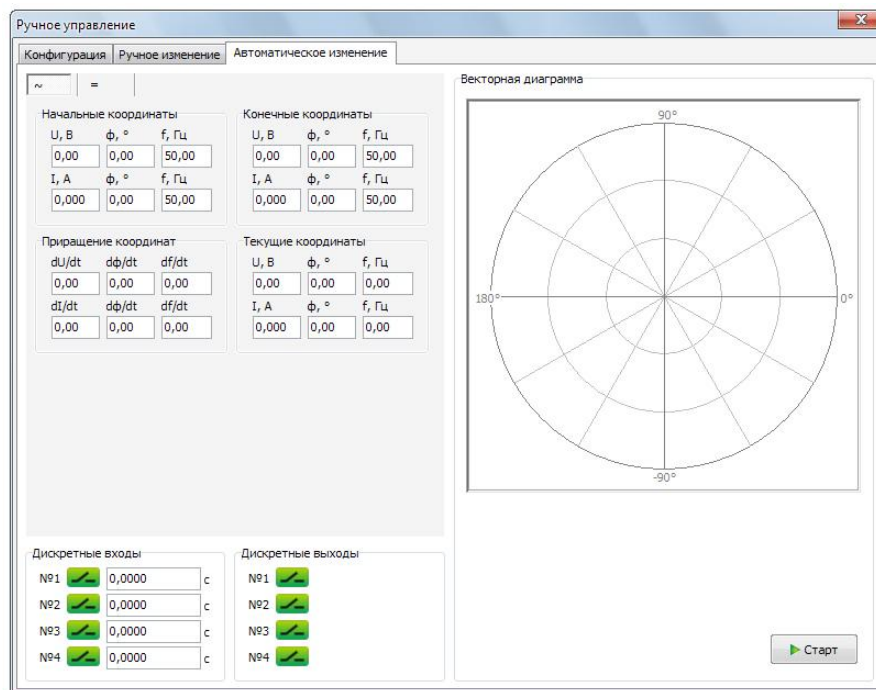 Ручное управление
Конфигурация Ручное изменение Автоматическое изменение
~ =
Начальные координаты
U, В ф, ° f, Гц
0,00 0,00 50,00
I, А ф, ° f, Гц
0,000 0,00 50,00
Конечные координаты
U, В ф, ° f, Гц
0,00 0,00 50,00
I, А ф, ° f, Гц
0,000 0,00 50,00
Приращение координат
dU/dt dф/dt df/dt
0,00 0,00 0,00
dI/dt dф/dt df/dt
0,00 0,00 0,00
Текущие координаты
U, В ф, ° f, Гц
0,00 0,00 0,00
I, А ф, ° f, Гц
0,000 0,00 0,00
Векторная диаграмма
90°
180° 0°
-90°
Дискретные входы
№1 0,0000 с
№2 0,0000 с
№3 0,0000 с
№4 0,0000 с
Дискретные выходы
№1
№2
№3
№4
Старт